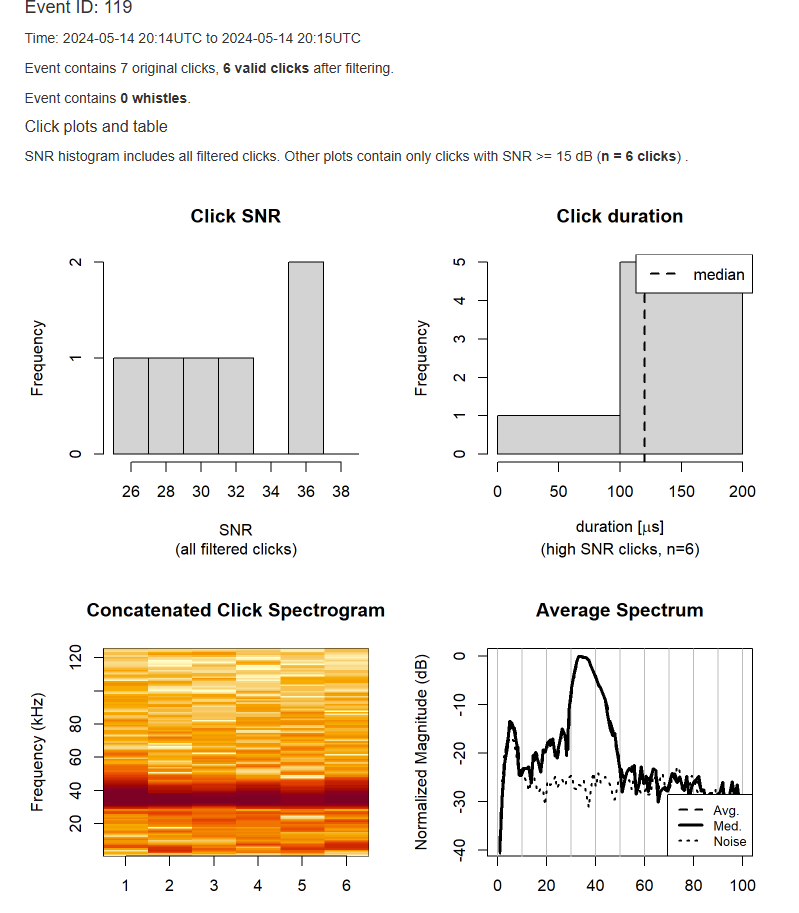 Event ID: 119
Time: 2024-05-14 20:14UTC to 2024-05-14 20:15UTC
Event contains 7 original clicks, 6 valid clicks after filtering.
Event contains 0 whistles.
Click plots and table
SNR histogram includes all filtered clicks. Other plots contain only clicks with SNR >= 15 dB (n = 6 clicks) .
Click SNR
Frequency
0 1 2
26 28 30 32 34 36 38
SNR
(all filtered clicks)
Click duration
Frequency
0 1 2 3 4 5
median
0 50 100 150 200
duration [μs]
(high SNR clicks, n=6)
Concatenated Click Spectrogram
Frequency (kHz)
20 40 60 80 120
1 2 3 4 5 6
Average Spectrum
Normalized Magnitude (dB)
-40 -30 -20 -10 0
Avg.
Med.
Noise
0 20 40 60 80 100